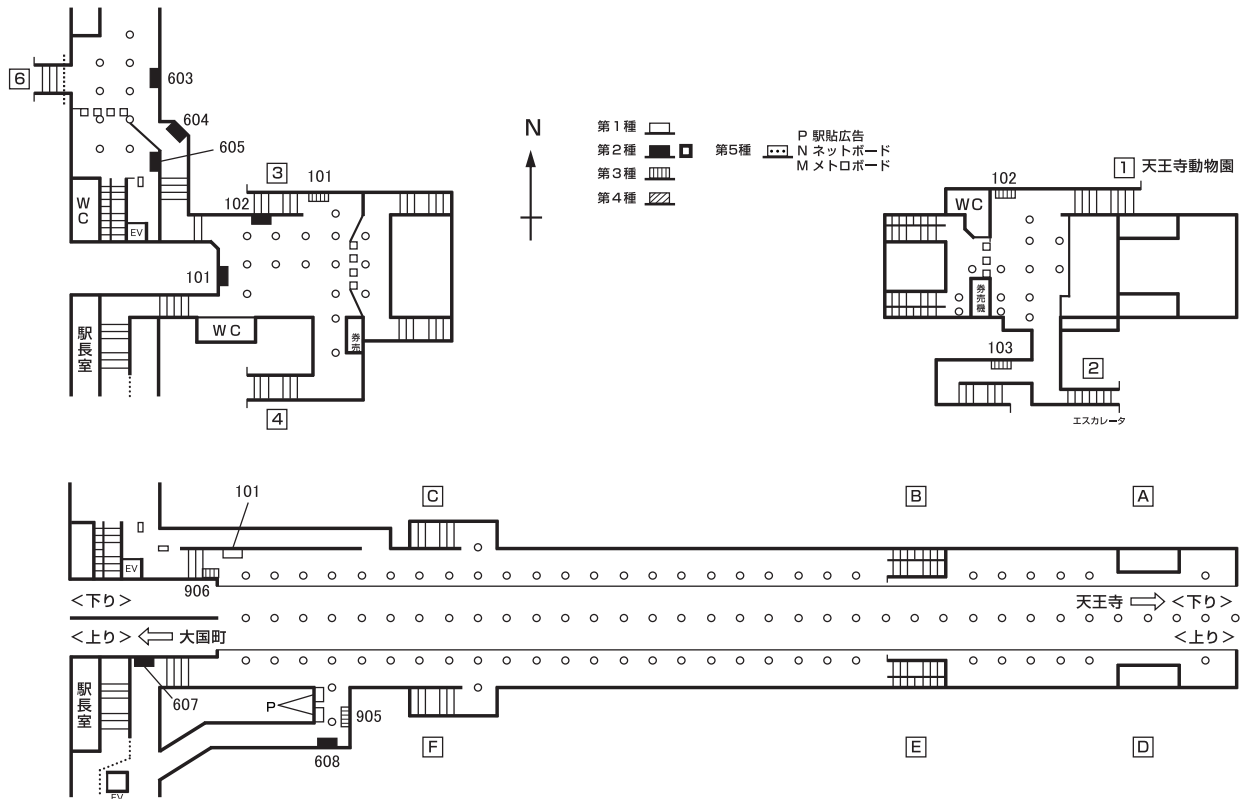 6
603
604
605
WC
EV
3
101
102
101
WC
券売
駅長室
4
N
第1種
第2種
第3種
第4種
第5種
P 駅貼広告
N ネットボード
M メトロボード
1 天王寺動物園
102
WC
券売機
103
2
エスカレータ
101
C
B
A
EV
906
<下り>
<上り>
大国町
天王寺
<下り>
<上り>
駅長室
607
P
905
608
F
E
D
EV